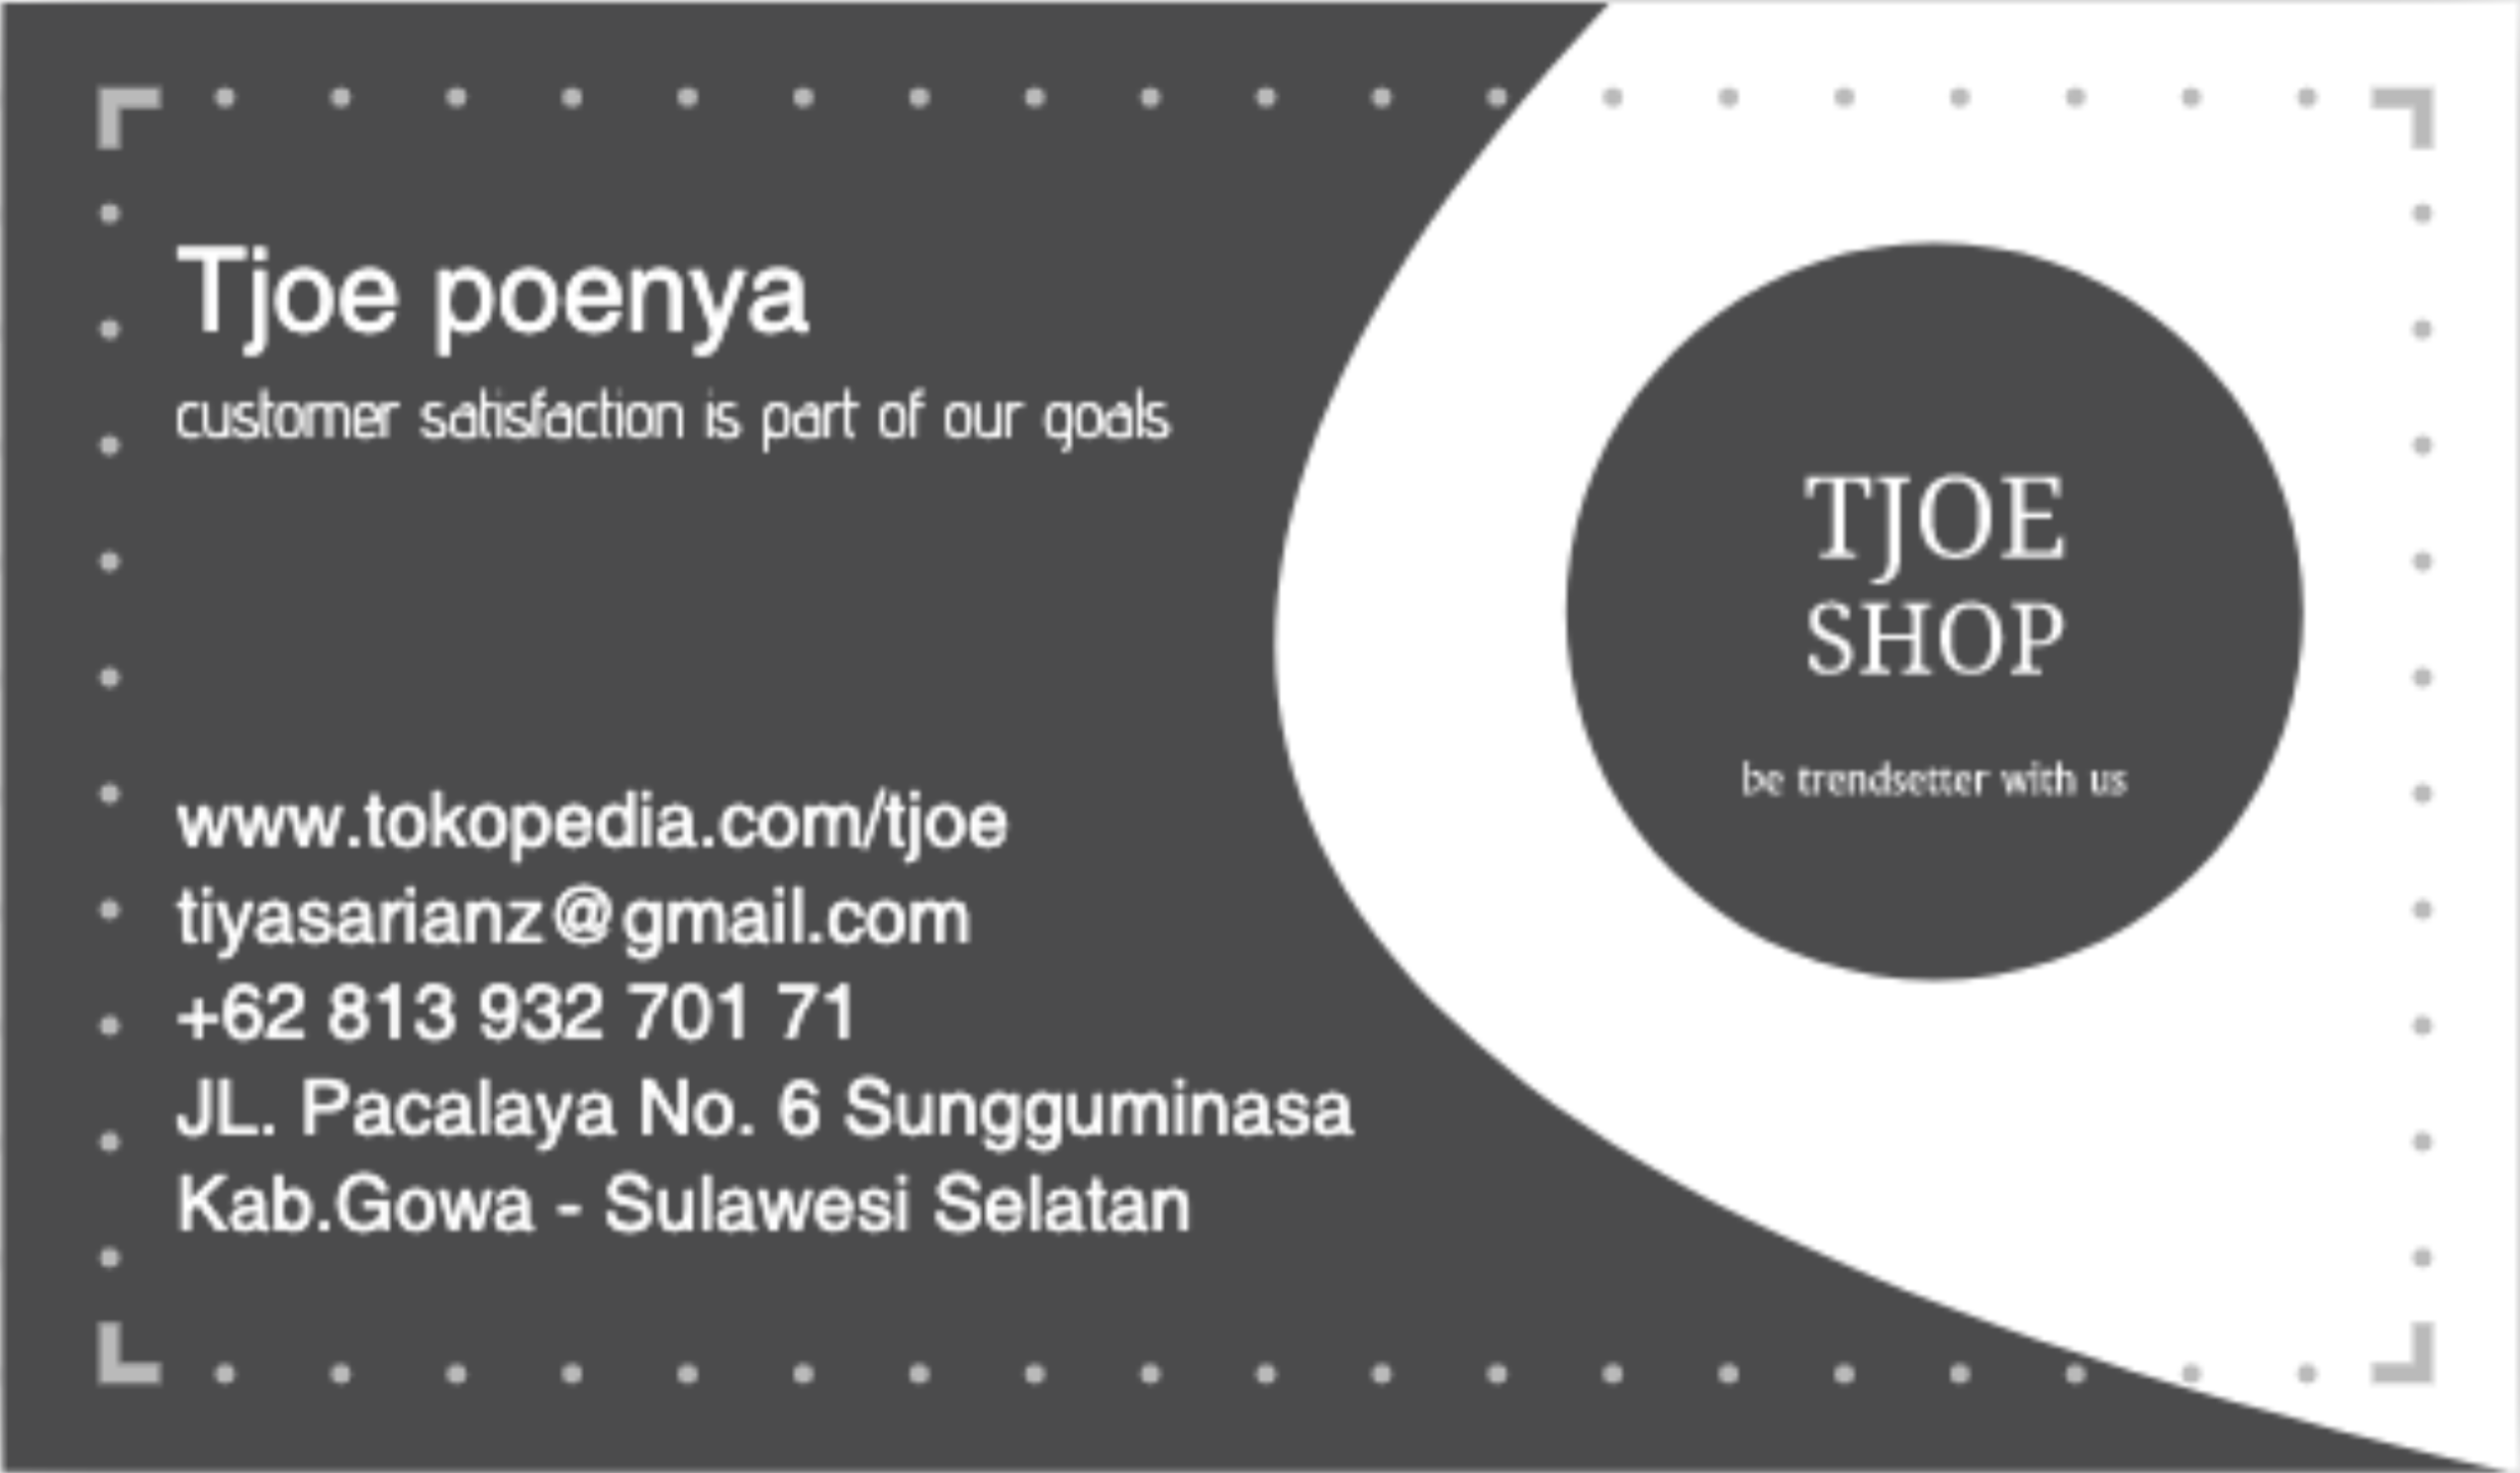 Tjoe poenya
customer satisfaction is part of our goals
www.tokopedia.com/tjoe
tiyasarianz@gmail.com
+62 813 932 701 71
JL. Pacalaya No. 6 Sungguminasa
Kab.Gowa - Sulawesi Selatan
TJOE
SHOP
be trendsetter with us